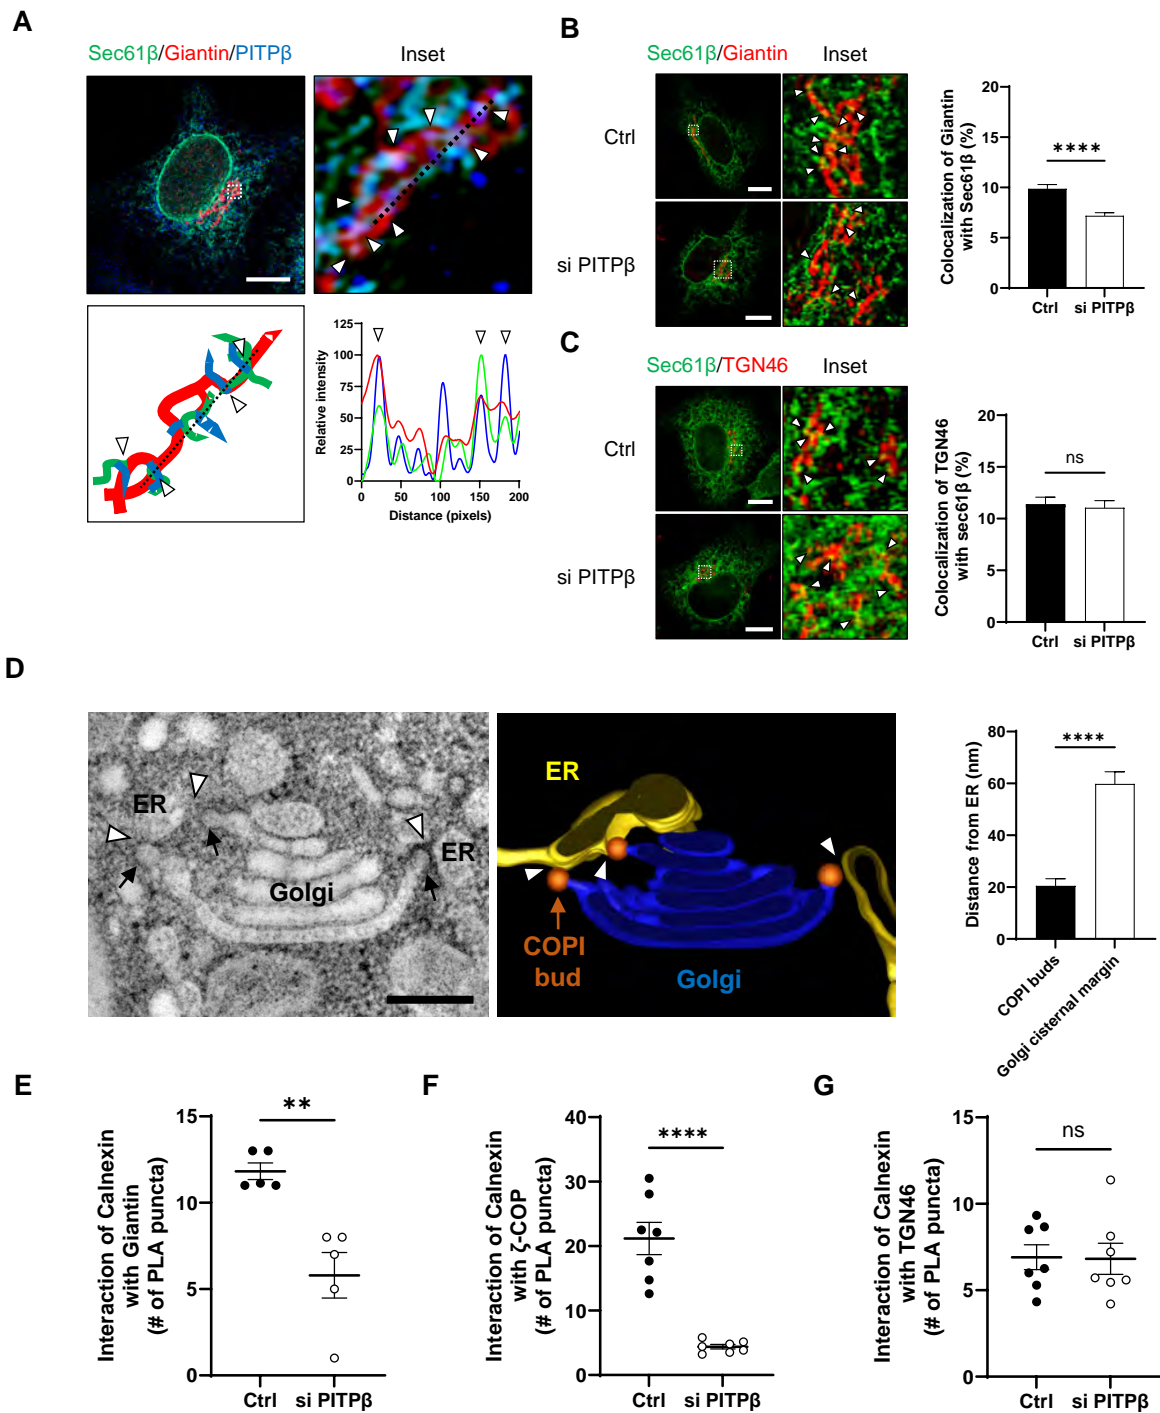 A
Sec61β/Giantin/PITPβ
Inset
125
100
75
50
25
0
Relative intensity
0 50 100 150 200
Distance (pixels)
B
Sec61β/Giantin
Inset
Ctrl
si PITPβ
20
15
10
5
0
Colocalization of Giantin
with Sec61β (%)
****
Ctrl si PITPβ
C
Sec61β/TGN46
Inset
Ctrl
si PITPβ
20
15
10
5
0
Colocalization of TGN46
with sec61β (%)
ns
Ctrl si PITPβ
D
ER
ER
Golgi
ER
COPI
bud
Golgi
80
60
40
20
0
Distance from ER (nm)
****
COPI buds
Golgi cisternal margin
E
15
10
5
0
Interaction of Calnexin
with Giantin
(# of PLA puncta)
**
Ctrl si PITPβ
F
40
30
20
10
0
Interaction of Calnexin
with ζ-COP
(# of PLA puncta)
****
Ctrl si PITPβ
G
15
10
5
0
Interaction of Calnexin
with TGN46
(# of PLA puncta)
ns
Ctrl si PITPβ